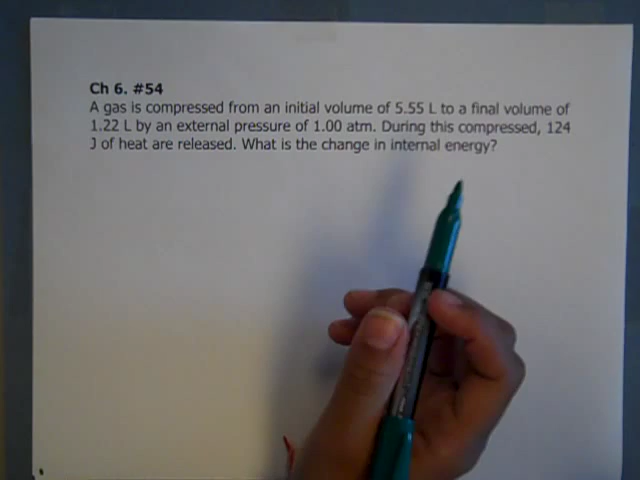 Ch 6. #54
A gas is compressed from an initial volume of 5.55 L to a final volume of
1.22 L by an external pressure of 1.00 atm. During this compressed, 124
J of heat are released. What is the change in internal energy?